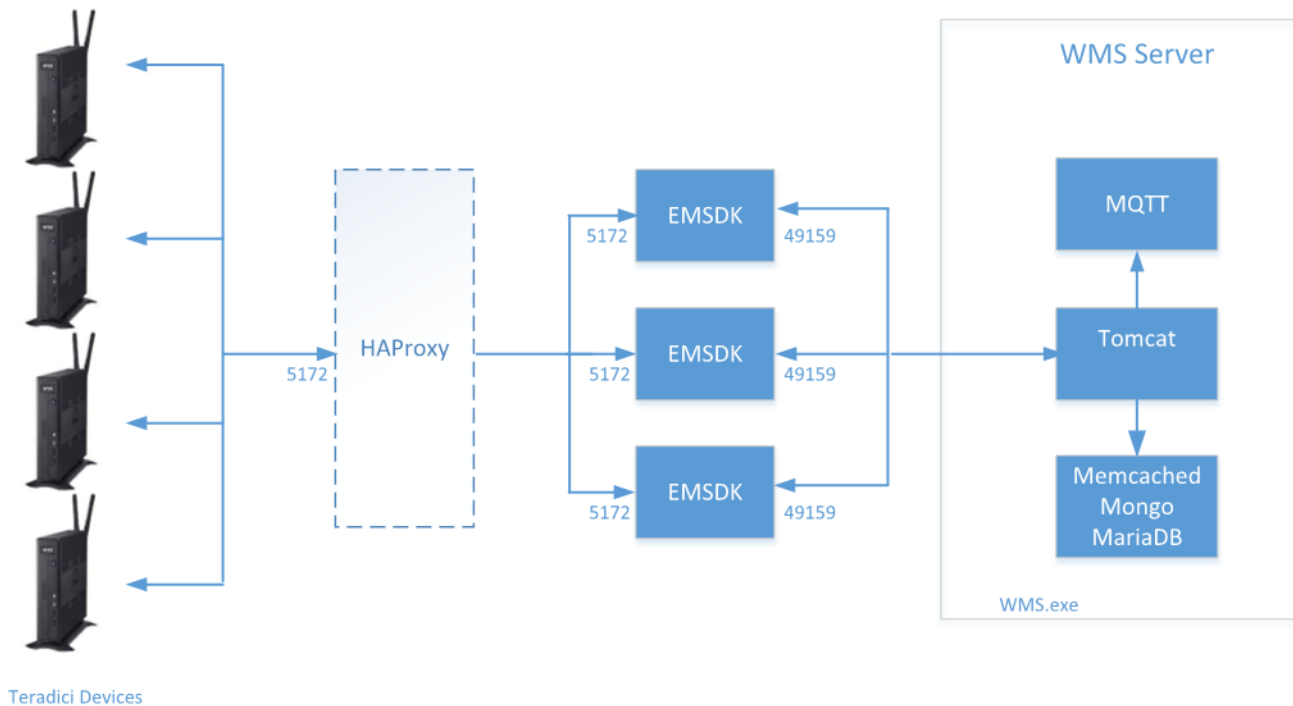 WMS Server
EMSDK
MQTT
5172
49159
HAProxy
EMSDK
Tomcat
5172
5172
49159
EMSDK
Memcached
Mongo
MariaDB
5172
49159
WMS.exe
Teradici Devices